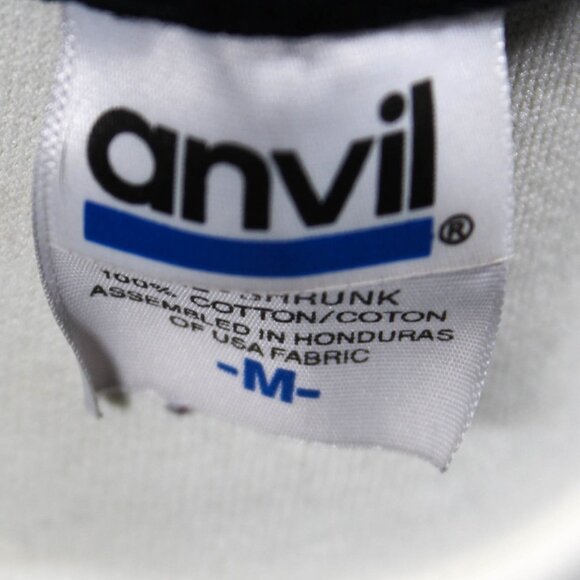 anvil®
SHRUNK
100% COTTON/COTON
ASSEMBLED IN HONDURAS
OF USA FABRIC
-M-